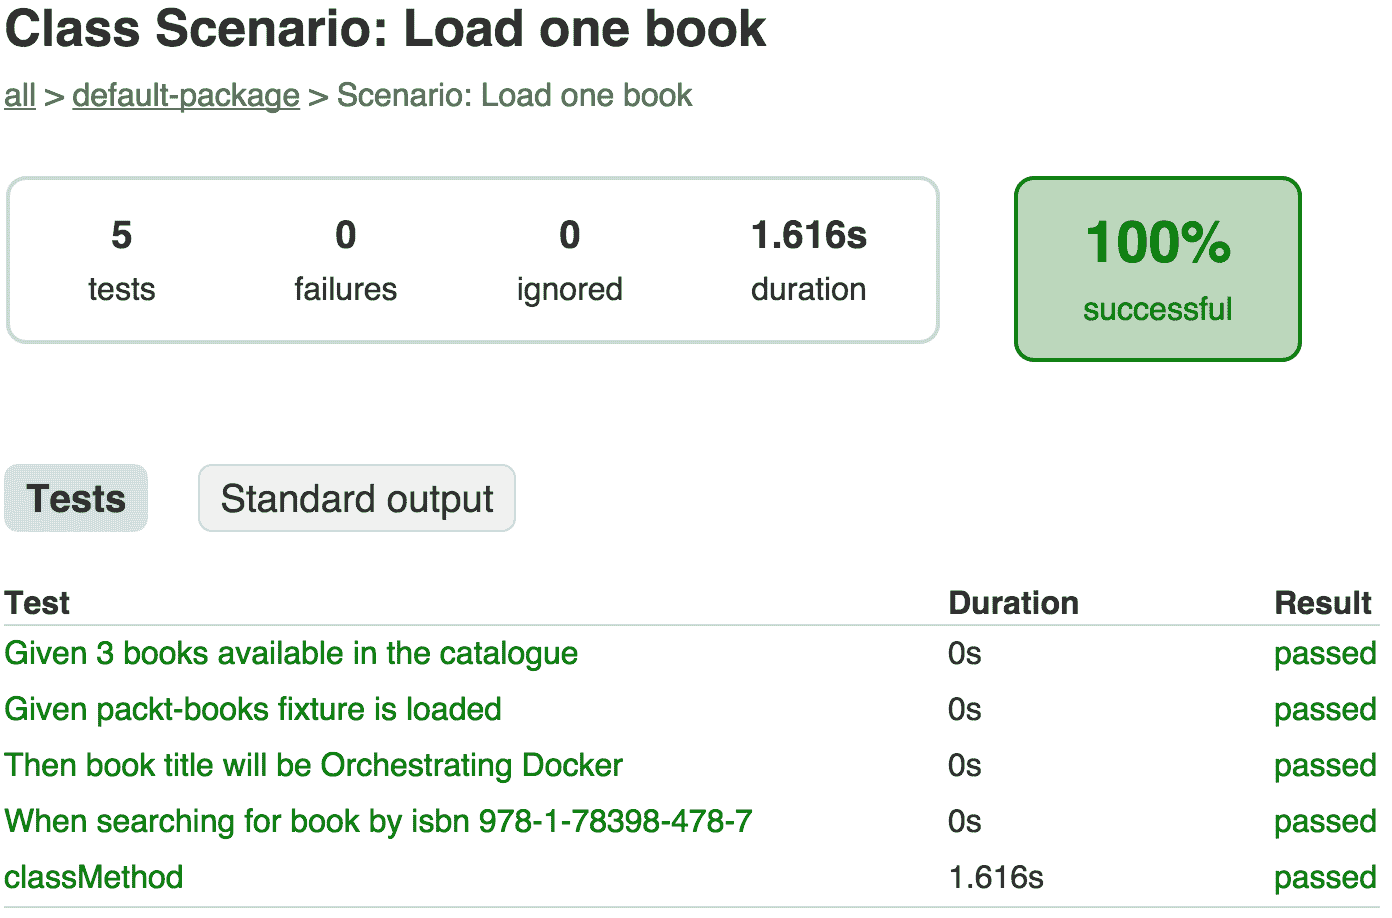 Class Scenario: Load one book
all > default-package > Scenario: Load one book
5 0 0 1.616s
tests failures ignored duration
100%
successful
Tests Standard output
Test Duration Result
Given 3 books available in the catalogue 0s passed
Given packt-books fixture is loaded 0s passed
Then book title will be Orchestrating Docker 0s passed
When searching for book by isbn 978-1-78398-478-7 0s passed
classMethod 1.616s passed